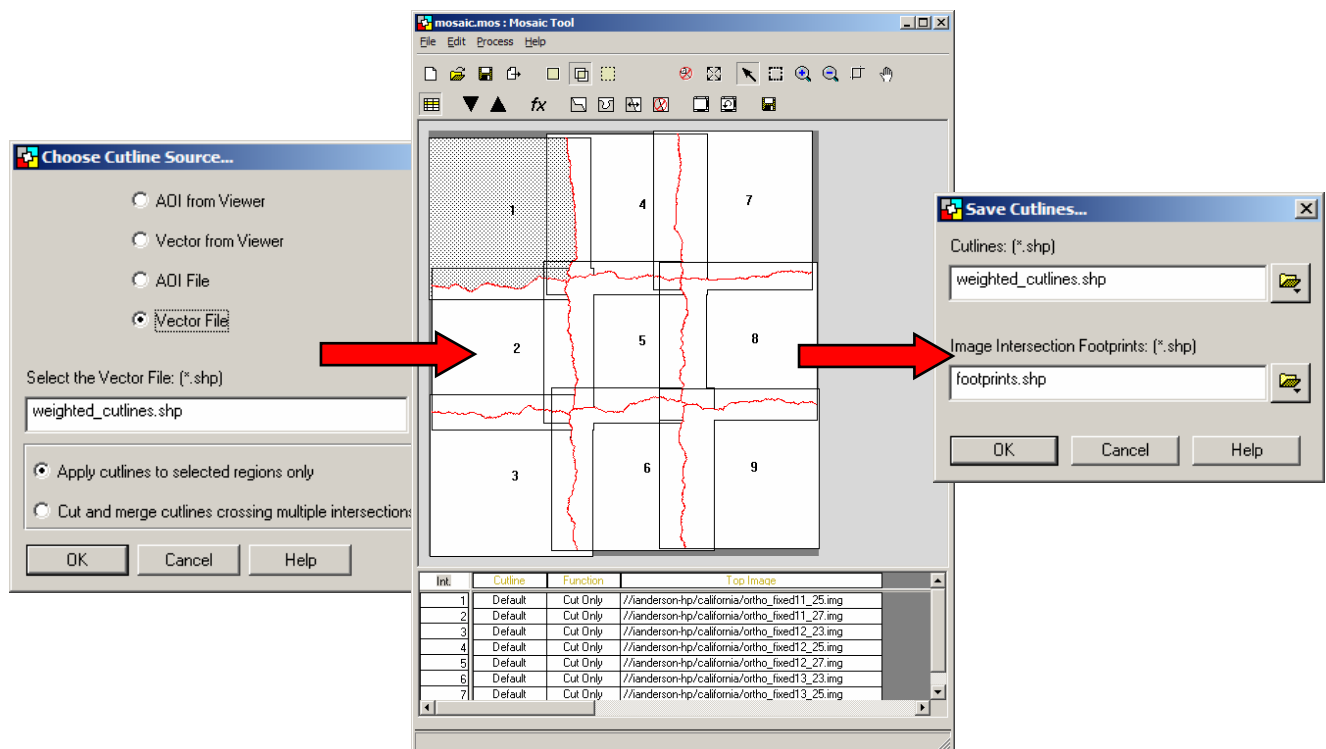 Choose Cutline Source...
AOI from Viewer
Vector from Viewer
AOI File
Vector File
Select the Vector File: (*.shp)
weighted_cutlines.shp
Apply cutlines to selected regions only
Cut and merge cutlines crossing multiple intersections
OK Cancel Help
mosaic.mos : Mosaic Tool
File Edit Process Help
fx
1 4 7
2 5 8
3 6 9
Int. Cutline Function Top Image
1 Default Cut Only //ianderson-hp/california/ortho_fixed11_25.img
2 Default Cut Only //ianderson-hp/california/ortho_fixed11_27.img
3 Default Cut Only //ianderson-hp/california/ortho_fixed12_23.img
4 Default Cut Only //ianderson-hp/california/ortho_fixed12_25.img
5 Default Cut Only //ianderson-hp/california/ortho_fixed12_27.img
6 Default Cut Only //ianderson-hp/california/ortho_fixed13_23.img
7 Default Cut Only //ianderson-hp/california/ortho_fixed13_25.img
Save Cutlines...
Cutlines: (*.shp)
weighted_cutlines.shp
Image Intersection Footprints: (*.shp)
footprints.shp
OK Cancel Help